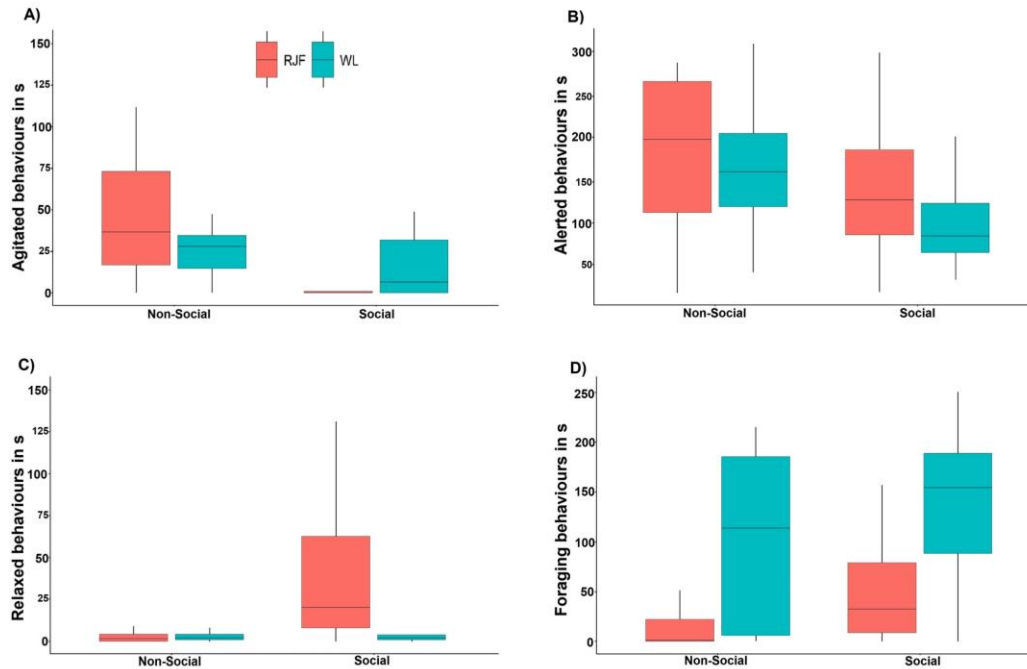 A)
Agitated behaviours in s
150
125
100
75
50
25
0
RJF WL
Non-Social Social
B)
Alerted behaviours in s
300
200
150
100
50
Non-Social Social
C)
Relaxed behaviours in s
150
125
100
75
50
25
0
Non-Social Social
D)
Foraging behaviours in s
250
200
150
100
50
0
Non-Social Social